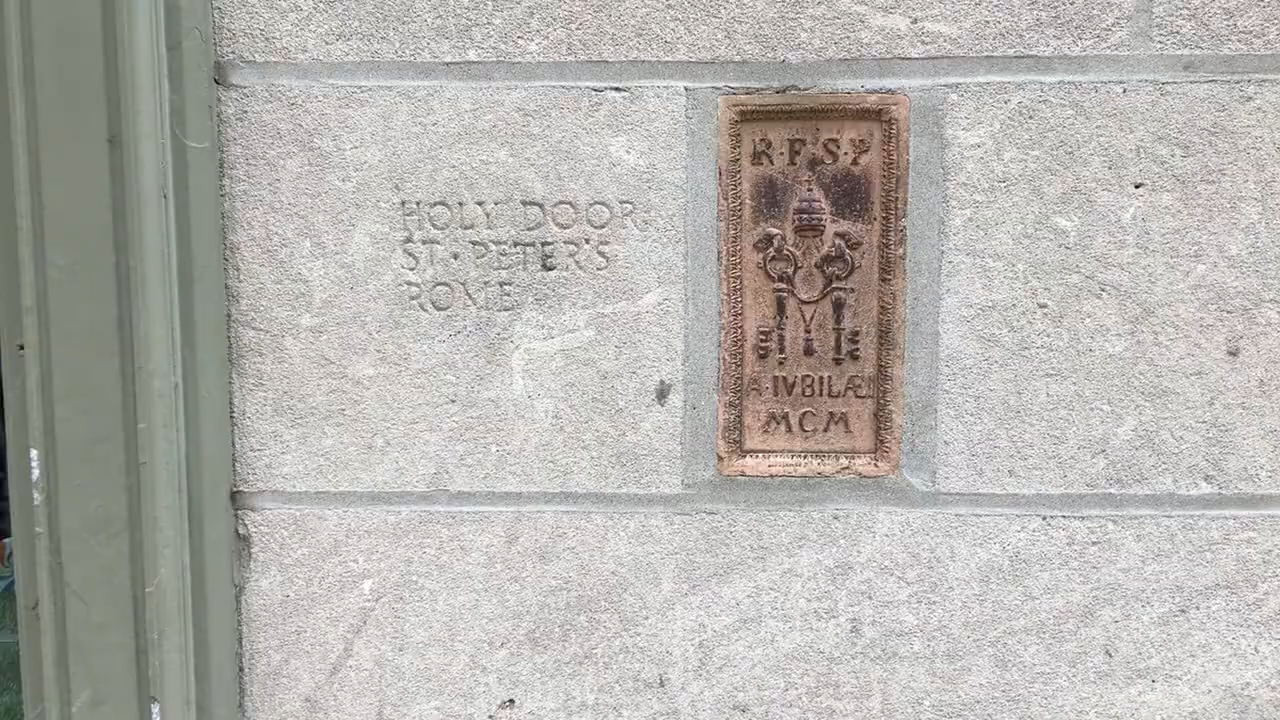 HOLY DOOR
ST·PETER'S
ROME
R·F·S·P
A·IVBILÆI
MCM